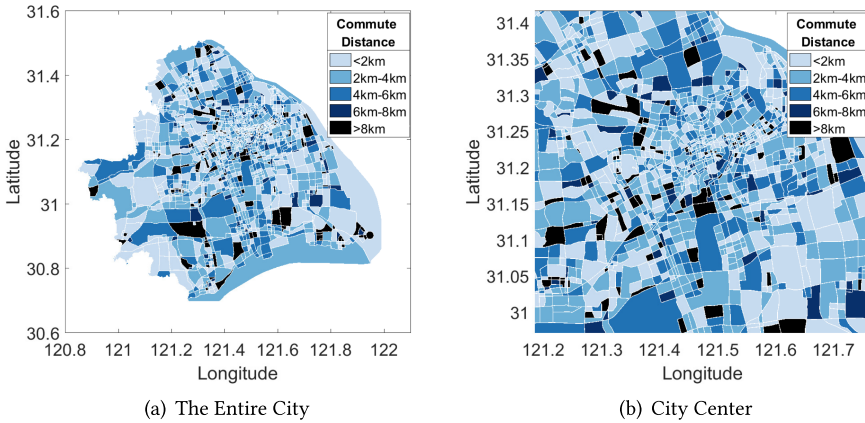 31.6
31.4
31.2
31
30.8
30.6
Latitude
120.8 121 121.2 121.4 121.6 121.8 122
Longitude
Commute
Distance
<2km
2km-4km
4km-6km
6km-8km
>8km
(a) The Entire City
31.4
31.35
31.3
31.25
31.2
31.15
31.1
31.05
31
Latitude
121.2 121.3 121.4 121.5 121.6 121.7
Longitude
Commute
Distance
<2km
2km-4km
4km-6km
6km-8km
>8km
(b) City Center